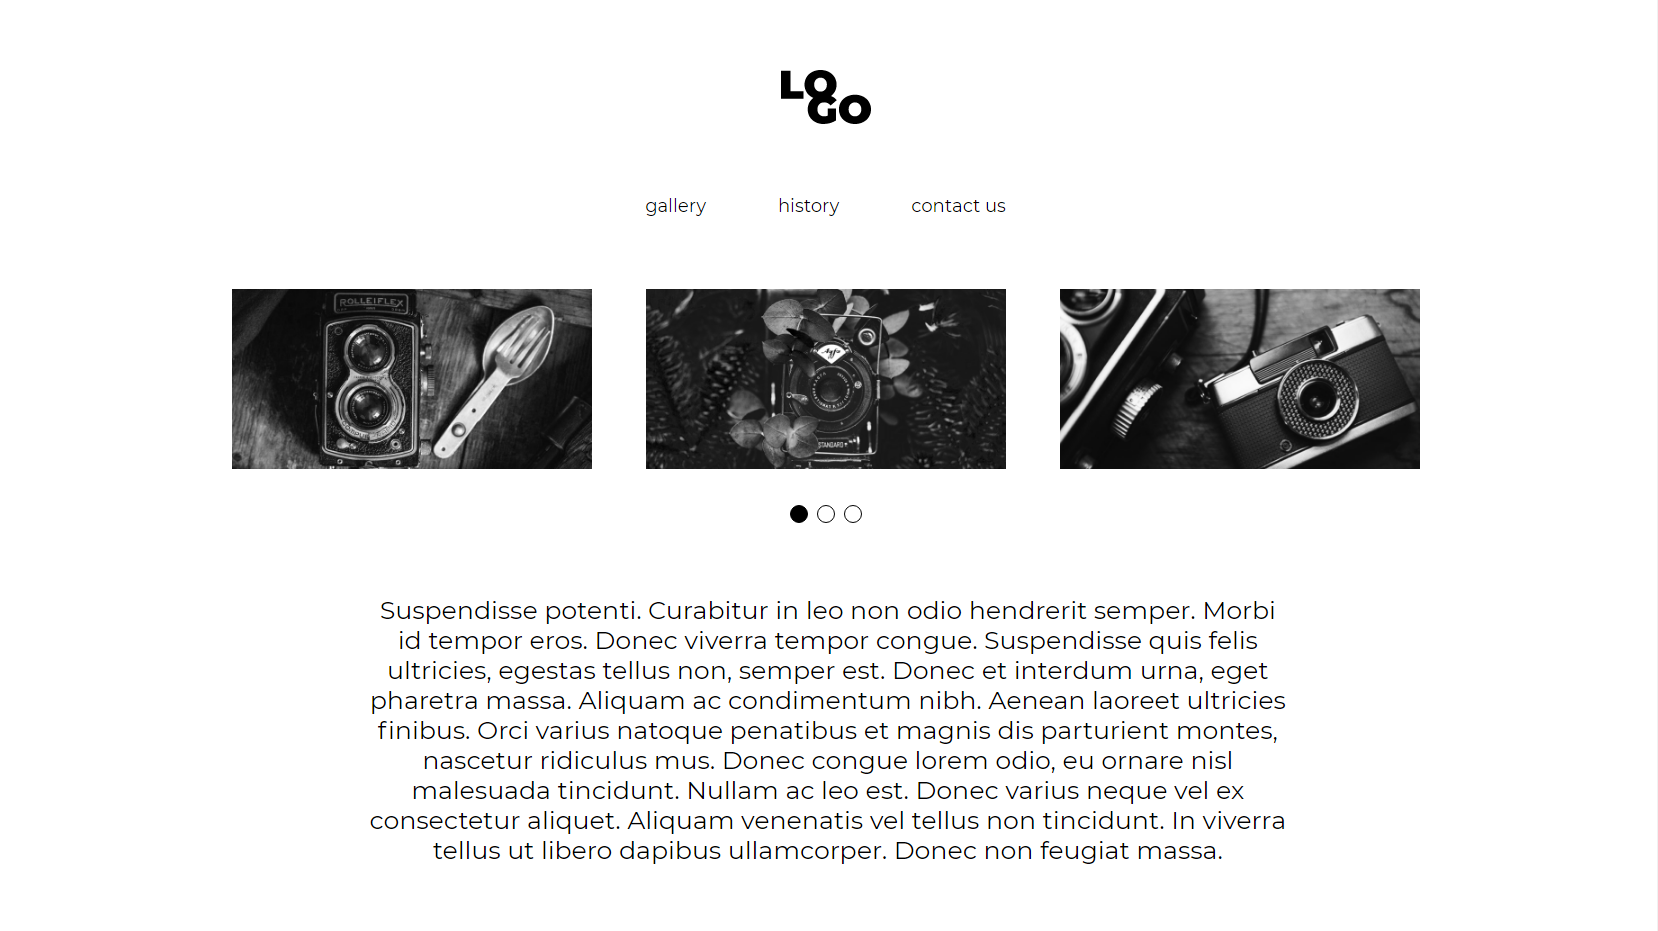 LO
GO
gallery history contact us
ROLLEIFLEX
Agfa
STANDARD
Suspendisse potenti. Curabitur in leo non odio hendrerit semper. Morbi
id tempor eros. Donec viverra tempor congue. Suspendisse quis felis
ultricies, egestas tellus non, semper est. Donec et interdum urna, eget
pharetra massa. Aliquam ac condimentum nibh. Aenean laoreet ultricies
finibus. Orci varius natoque penatibus et magnis dis parturient montes,
nascetur ridiculus mus. Donec congue lorem odio, eu ornare nisl
malesuada tincidunt. Nullam ac leo est. Donec varius neque vel ex
consectetur aliquet. Aliquam venenatis vel tellus non tincidunt. In viverra
tellus ut libero dapibus ullamcorper. Donec non feugiat massa.